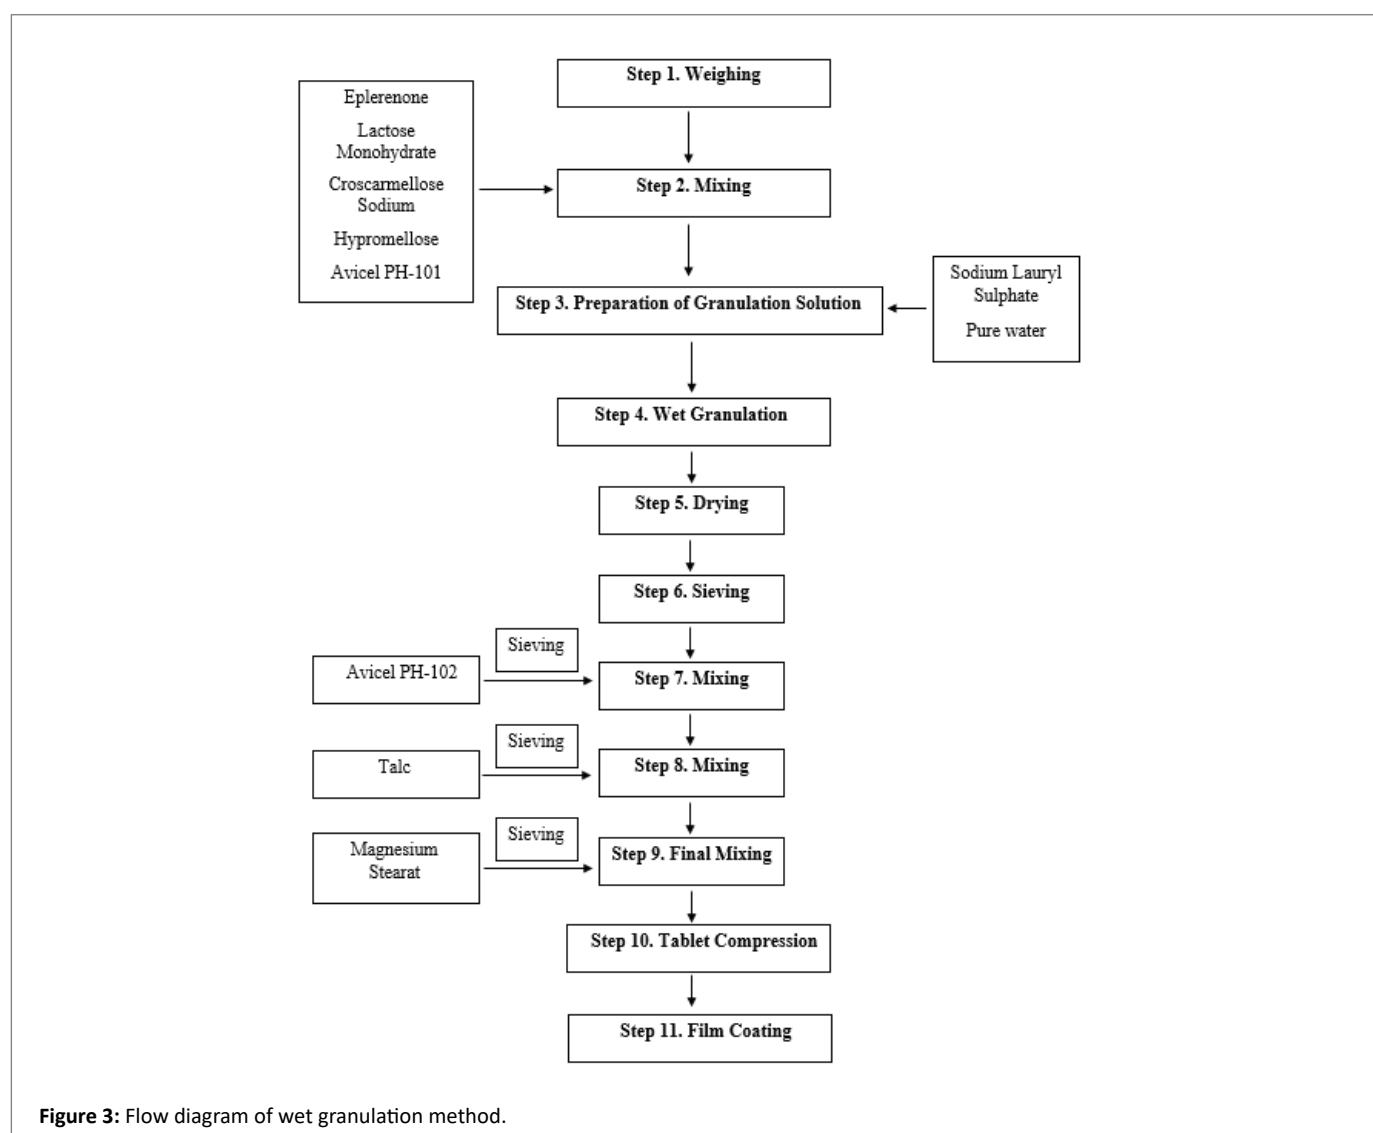 Step 1. Weighing
Eplerenone
Lactose
Monohydrate
Croscarmellose
Sodium
Hypromellose
Avicel PH-101
Step 2. Mixing
Step 3. Preparation of Granulation Solution
Sodium Lauryl
Sulphate
Pure water
Step 4. Wet Granulation
Step 5. Drying
Step 6. Sieving
Avicel PH-102
Sieving
Step 7. Mixing
Talc
Sieving
Step 8. Mixing
Magnesium
Stearat
Sieving
Step 9. Final Mixing
Step 10. Tablet Compression
Step 11. Film Coating
Figure 3: Flow diagram of wet granulation method.